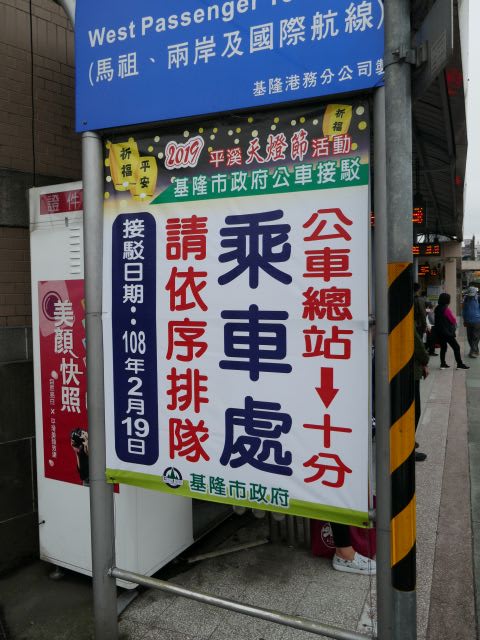 West Passenger
(馬祖、兩岸及國際航線)
基隆港務分公司
祈福
平安
祈福
2019 平溪天燈節活動
基隆市政府公車接駁
公車總站→十分
乘車處
請依序排隊
接駁日期：108年2月19日
基隆市政府
證件
美顏快照